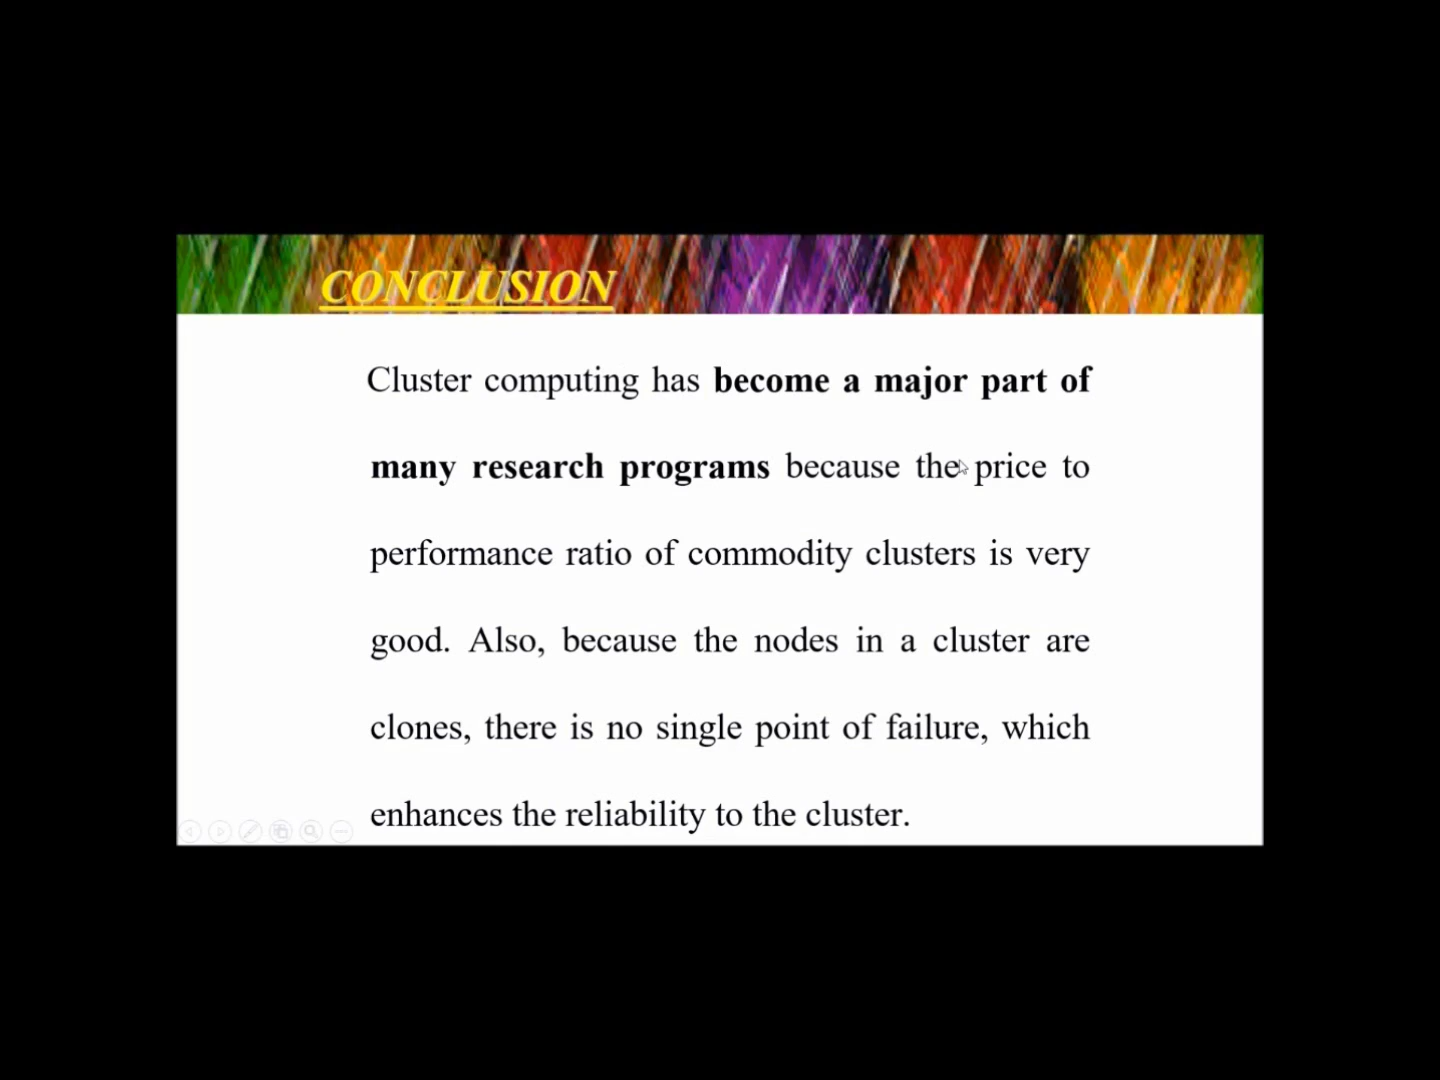 CONCLUSION
Cluster computing has become a major part of
many research programs because the price to
performance ratio of commodity clusters is very
good. Also, because the nodes in a cluster are
clones, there is no single point of failure, which
enhances the reliability to the cluster.